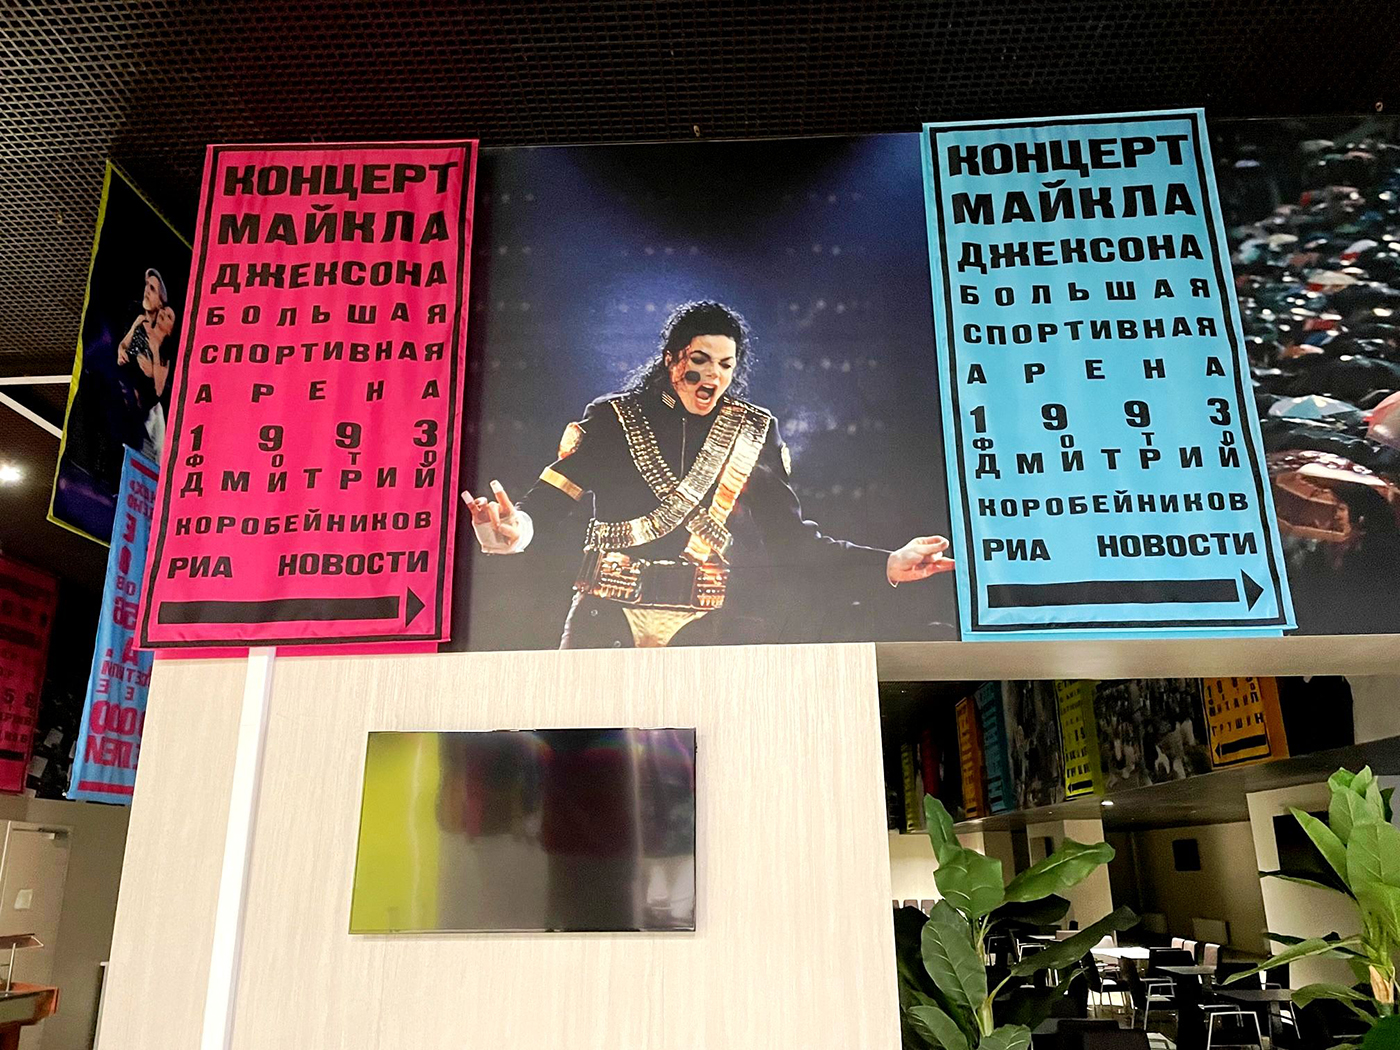 КОНЦЕРТ
МАЙКЛА
ДЖЕКСОНА
БОЛЬШАЯ
СПОРТИВНАЯ
АРЕНА
1993
ФОТО
ДМИТРИЙ
КОРОБЕЙНИКОВ
РИА НОВОСТИ
КОНЦЕРТ
МАЙКЛА
ДЖЕКСОНА
БОЛЬШАЯ
СПОРТИВНАЯ
АРЕНА
1993
ФОТО
ДМИТРИЙ
КОРОБЕЙНИКОВ
РИА НОВОСТИ